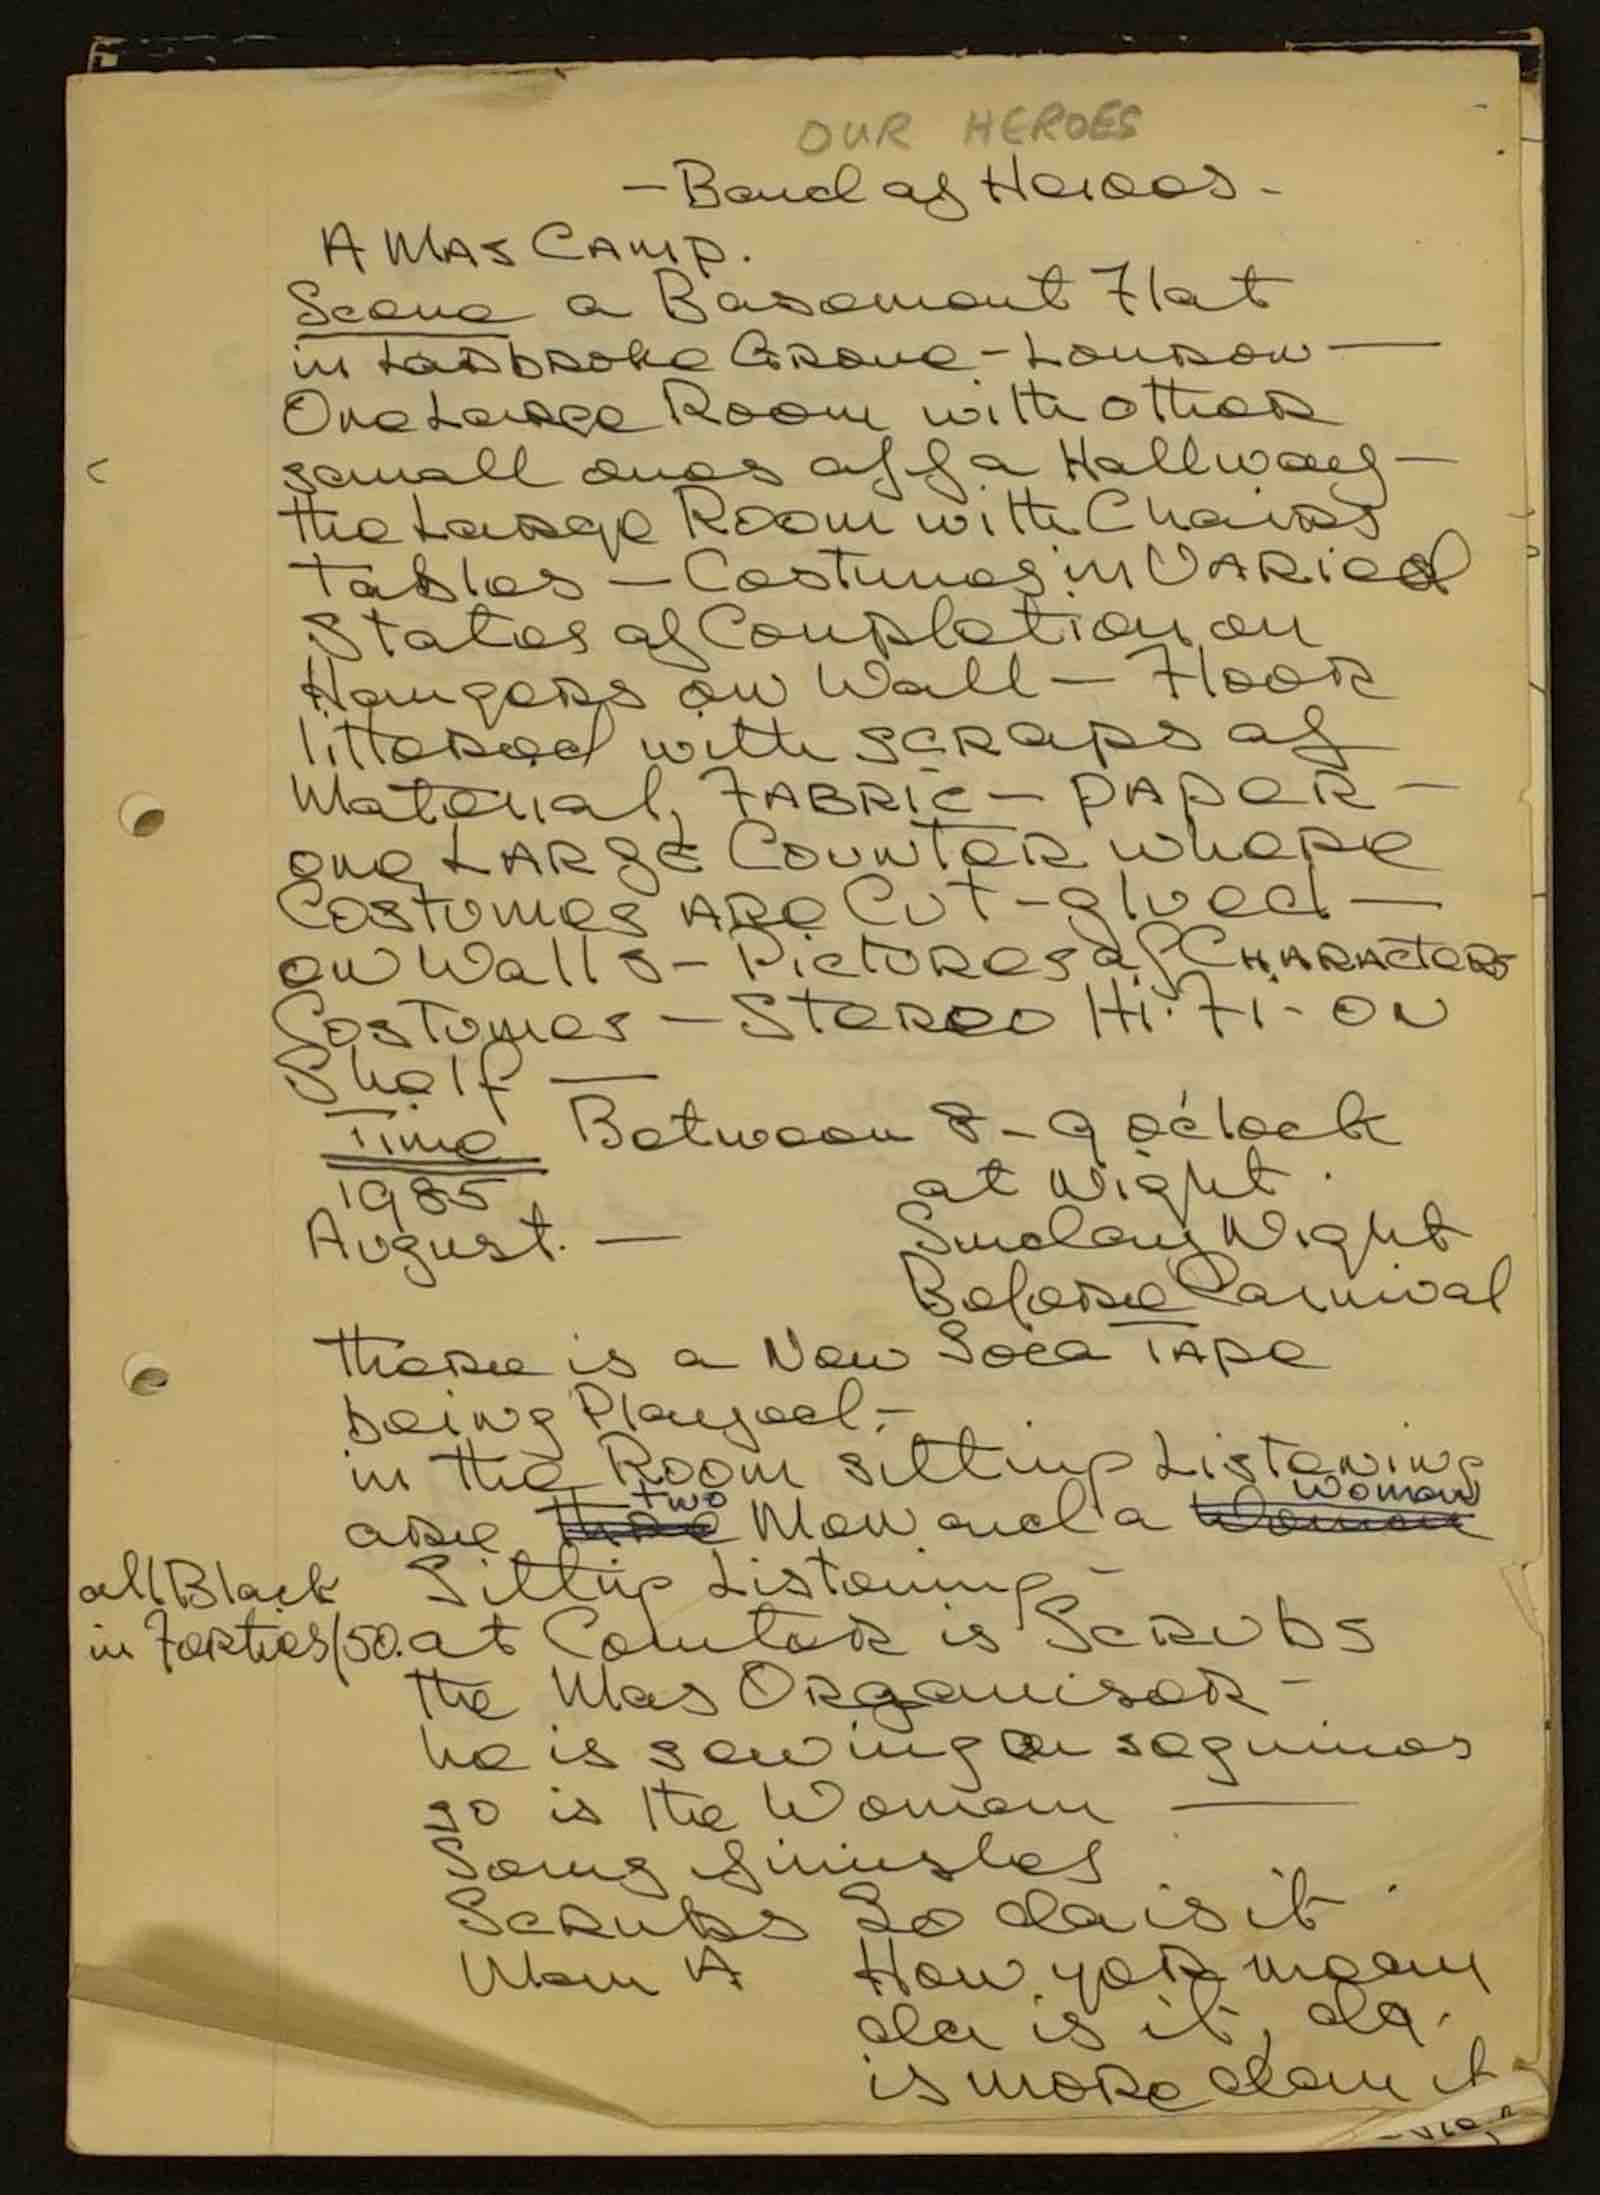 OUR HEROES
- Band of Heroes -
A MAS CAMP.
Scene a Basement Flat
in Ladbroke Grove - London —
One Large Room with other
small ones off a Hallway —
the Large Room with Chairs
Tables — Costumes in VARied
States of Completion on
Hangers on Wall — Floor
littered with scraps of
Material, FABRic — PApeR —
one LARGE Counter where
Costumes ARe Cut - glued —
on Walls - Pictures of CHARActers
Costumes — Stereo Hi-Fi - ON
Shelf —
Time Between 8 - 9 o'clock
at Night.
1985
August. —
Sunday Night
Before Carnival
there is a New Soca TApe
being Played. -
in the Room sitting Listening
two Woman
are three Men and a Woman
Sitting Listening -
all Black
in Forties/50.
at Counter is Scrubs
the Mas Organiser -
he is sewing on sequines
so is the Woman —
Song finishes
Scrubs So da is it.
Man A How yor mean
da is it, da.
is more dan it